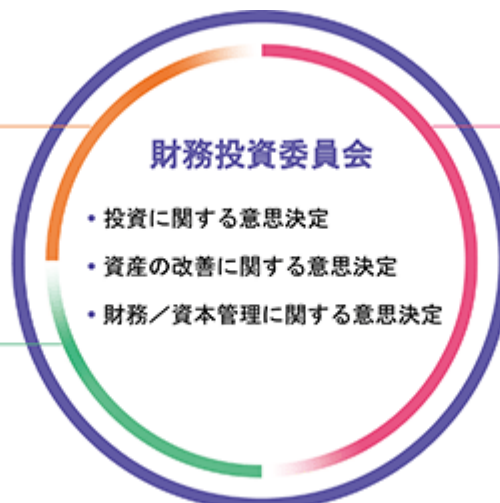 財務投資委員会
• 投資に関する意思決定
• 資産の改善に関する意思決定
• 財務／資本管理に関する意思決定